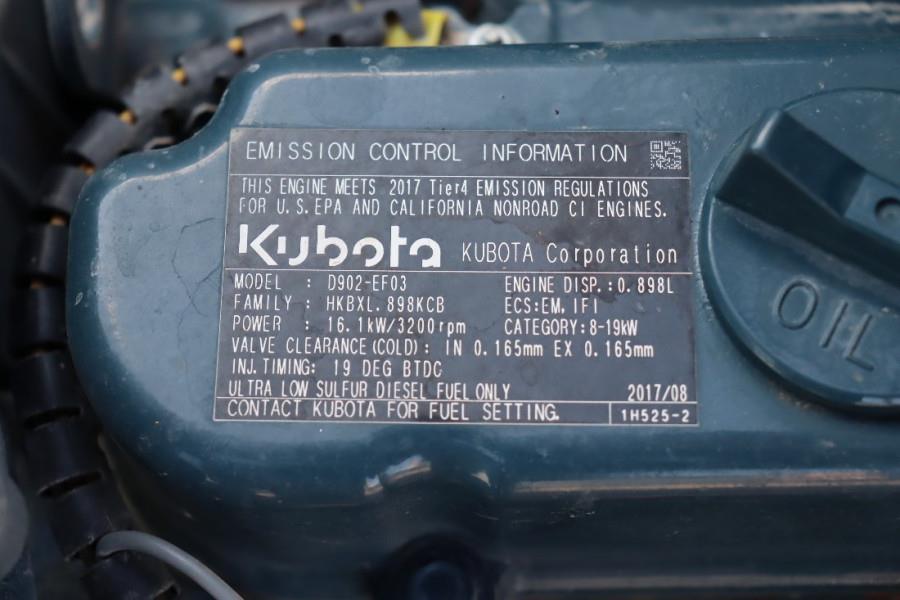 EMISSION CONTROL INFORMATION
THIS ENGINE MEETS 2017 Tier4 EMISSION REGULATIONS
FOR U.S.EPA AND CALIFORNIA NONROAD CI ENGINES.
Kubota KUBOTA Corporation
MODEL : D902-EF03 ENGINE DISP.:0.898L
FAMILY : HKBXL.898KCB ECS:EM,IFI
POWER : 16.1kW/3200rpm CATEGORY:8-19kW
VALVE CLEARANCE(COLD): IN 0.165mm EX 0.165mm
INJ.TIMING: 19 DEG BTDC
ULTRA LOW SULFUR DIESEL FUEL ONLY 2017/08
CONTACT KUBOTA FOR FUEL SETTING. 1H525-2
OIL